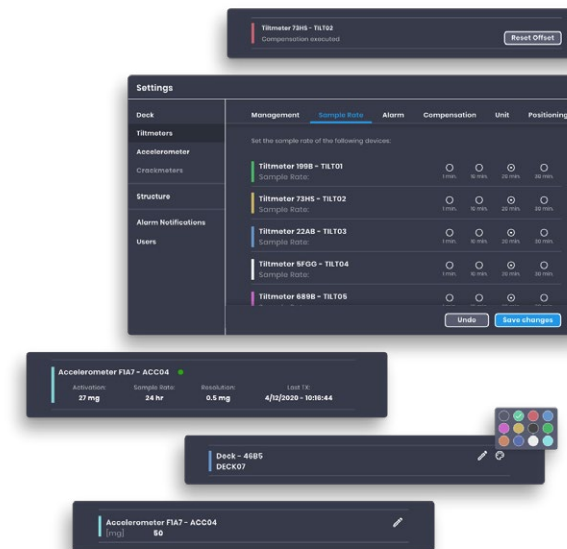 Tiltmeter 73HS - TILT02
Compensation executed
Reset Offset
Settings
Deck
Tiltmeters
Accelerometer
Crackmeters
Structure
Alarm Notifications
Users
Management Sample Rate Alarm Compensation Unit Positioning
Set the sample rate of the following devices:
Tiltmeter 199B - TILT01
Sample Rate:
1 min. 10 min. 20 min. 30 min.
Tiltmeter 73HS - TILT02
Sample Rate:
1 min. 10 min. 20 min. 30 min.
Tiltmeter 22AB - TILT03
Sample Rate:
1 min. 10 min. 20 min. 30 min.
Tiltmeter 5FGG - TILT04
Sample Rate:
1 min. 10 min. 20 min. 30 min.
Tiltmeter 689B - TILT05
Undo Save changes
Accelerometer F1A7 - ACC04
Activation: Sample Rate: Resolution: Last TX:
27 mg 24 hr 0.5 mg 4/12/2020 - 10:16:44
Deck - 46B5
DECK07
Accelerometer F1A7 - ACC04
[mg] 50